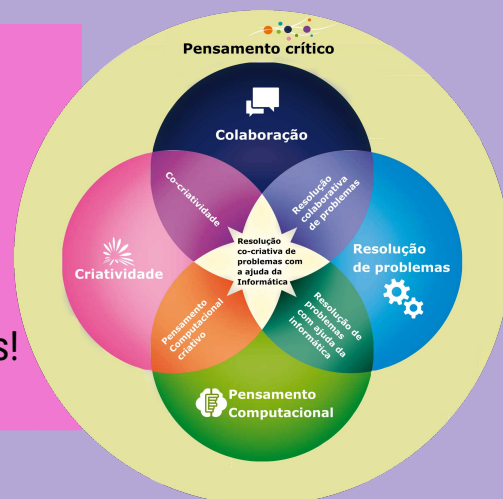 Pensamento crítico
Colaboração
Co-criatividade
Resolução
colaborativa
de problemas
Criatividade
Resolução
co-criativa de
problemas com
a ajuda da
Informática
Resolução
de problemas
Pensamento
Computacional
criativo
Resolução de
problemas
com ajuda da
informática
s!
Pensamento
Computacional